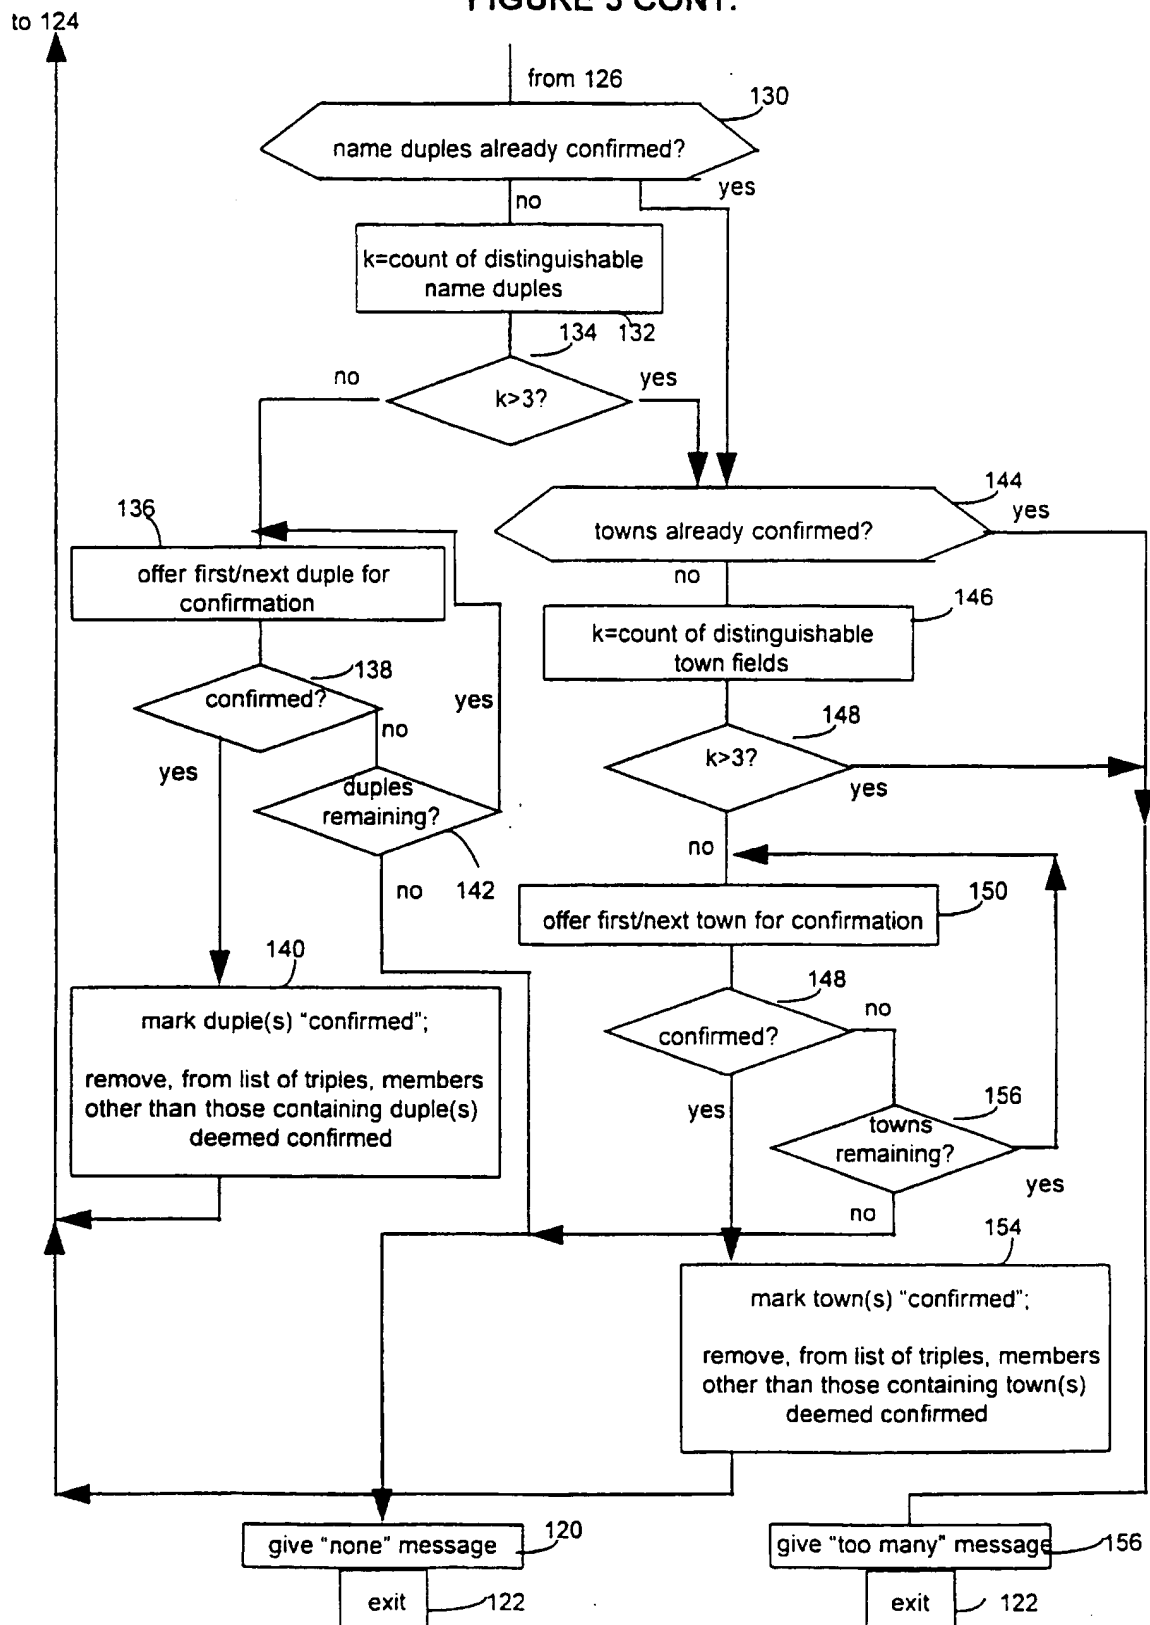 FIGURE 3 CONT.
to 124
from 126
130
name duples already confirmed?
yes
no
k=count of distinguishable
name duples
132
134
no
yes
k>3?
144
towns already confirmed?
yes
136
offer first/next duple for
confirmation
no
146
k=count of distinguishable
town fields
138
confirmed?
yes
no
148
k>3?
yes
yes
duples
remaining?
142
no
no
150
offer first/next town for confirmation
140
mark duple(s) "confirmed";
remove, from list of triples, members
other than those containing duple(s)
deemed confirmed
148
no
confirmed?
yes
156
towns
remaining?
yes
no
154
mark town(s) "confirmed";
remove, from list of triples, members
other than those containing town(s)
deemed confirmed
give "none" message
120
exit
122
give "too many" message
156
exit
122